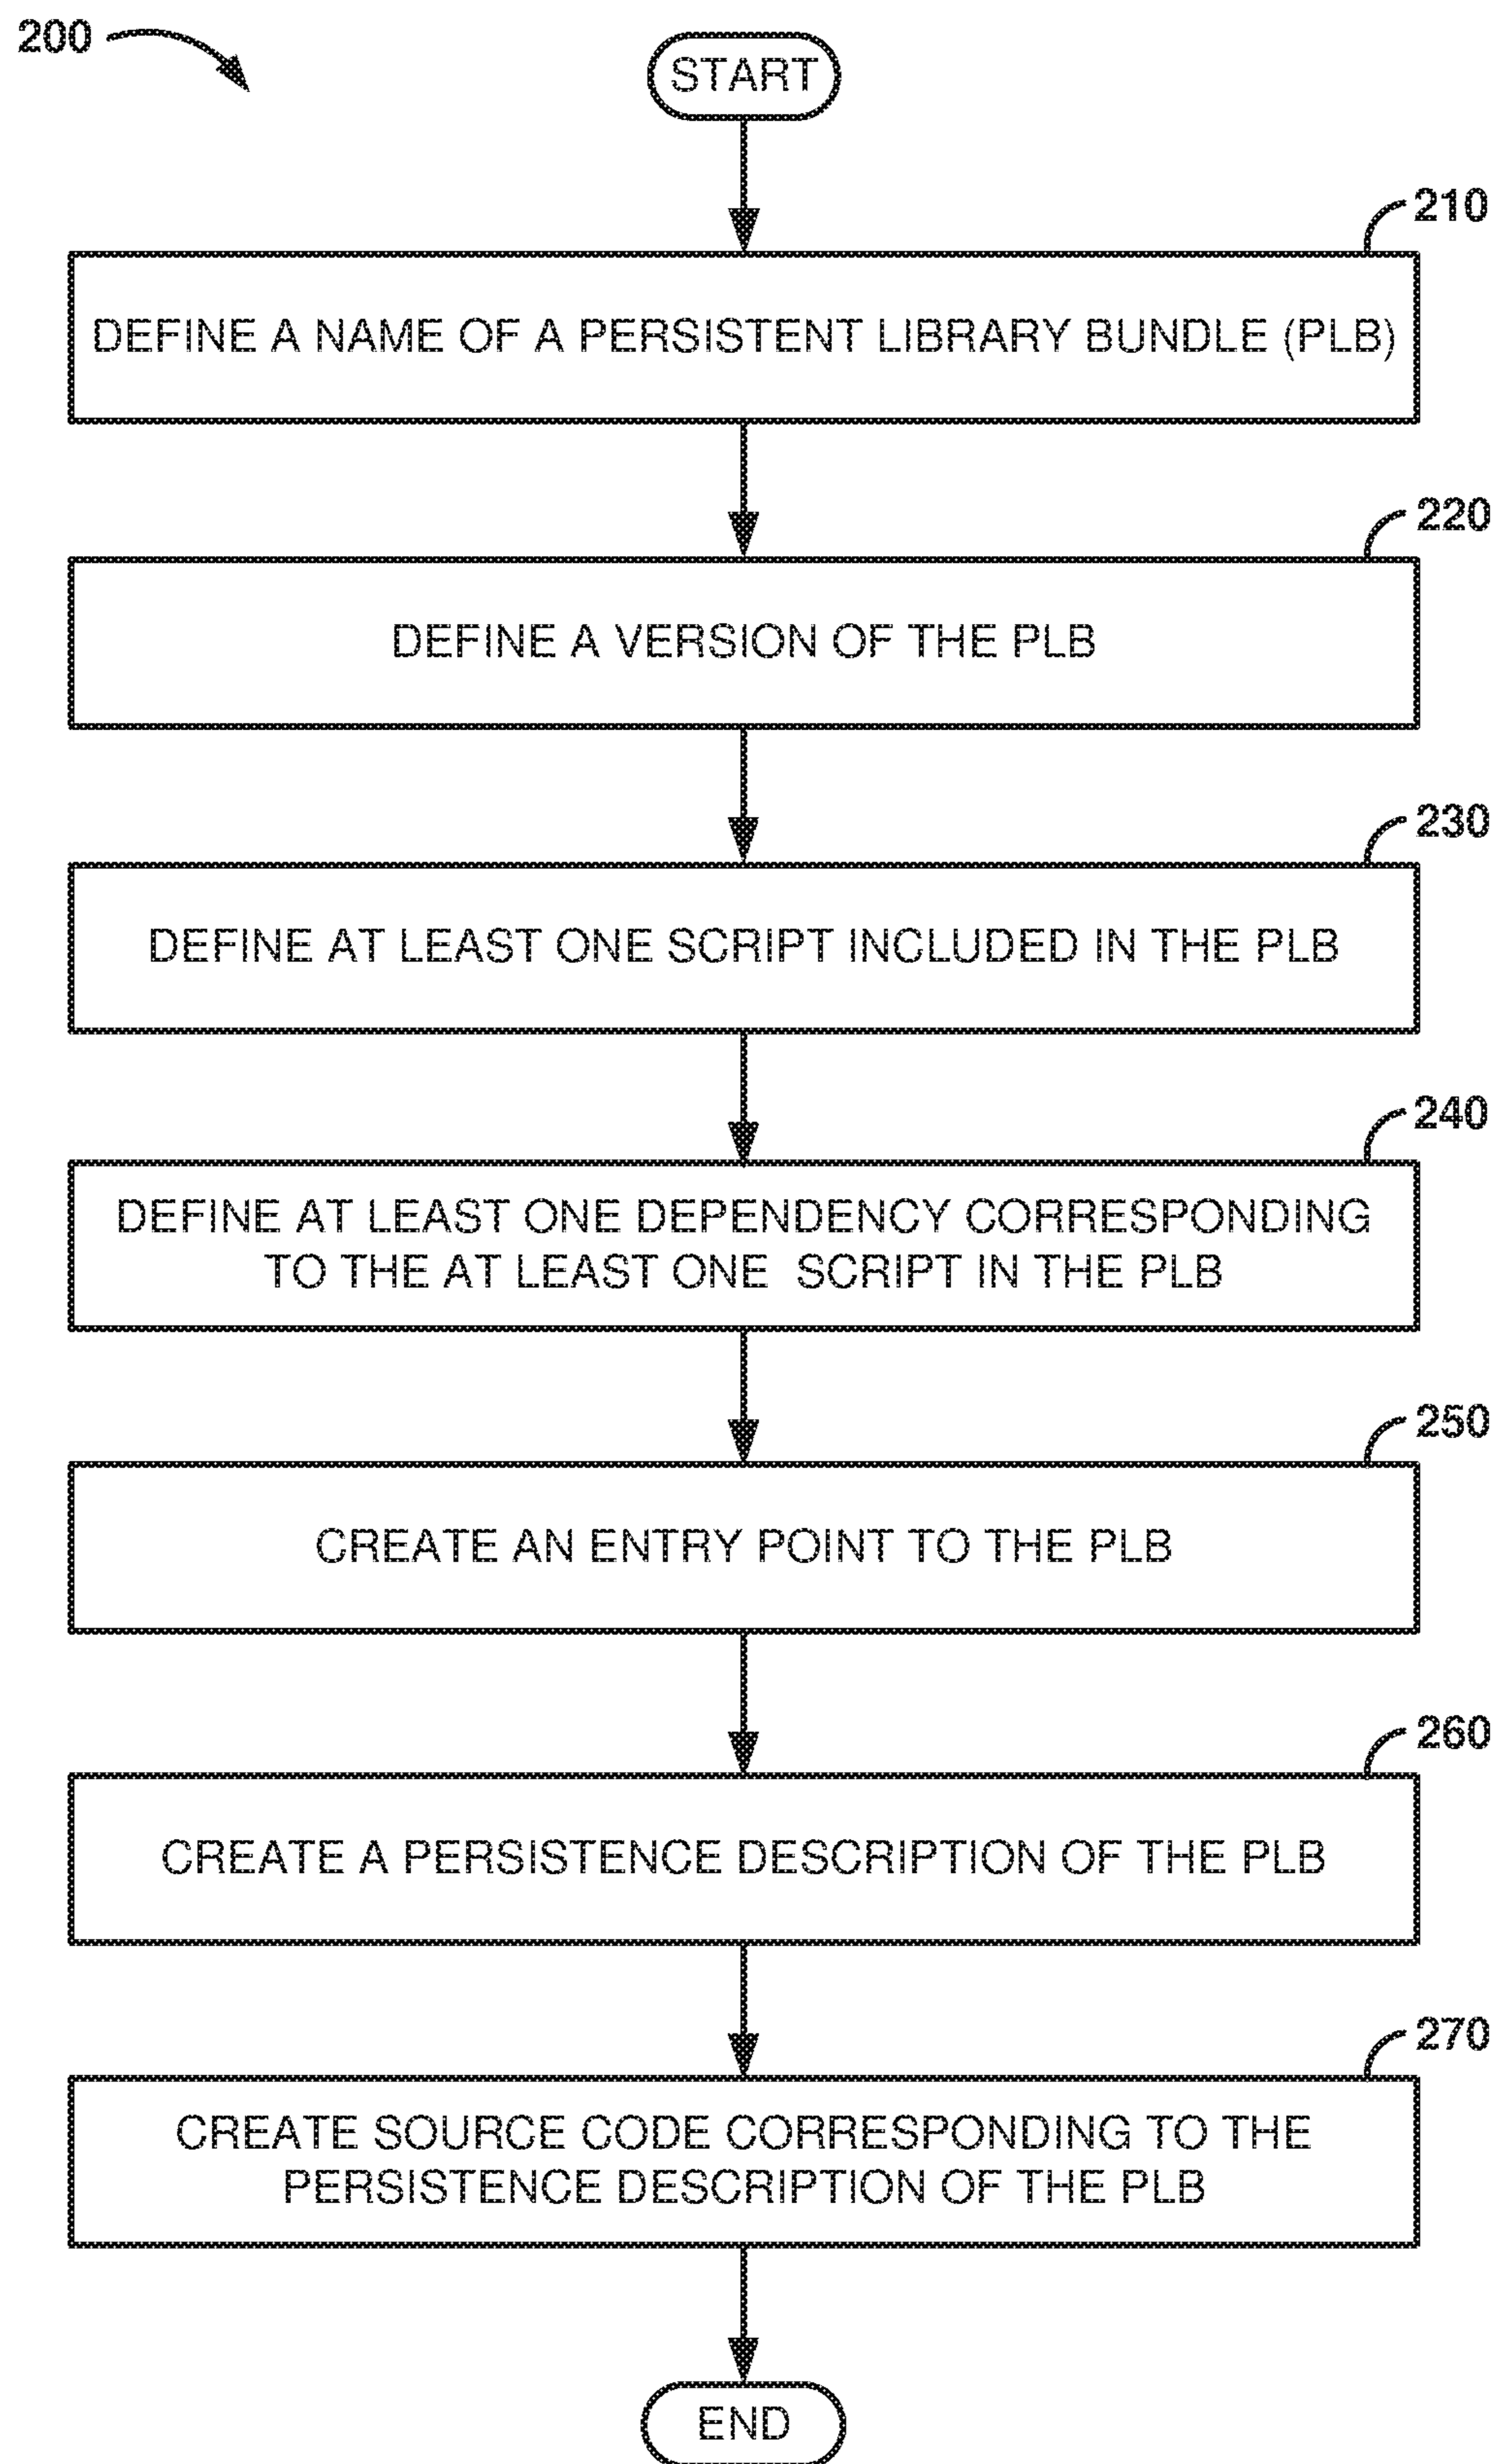 200
START
210
DEFINE A NAME OF A PERSISTENT LIBRARY BUNDLE (PLB)
220
DEFINE A VERSION OF THE PLB
230
DEFINE AT LEAST ONE SCRIPT INCLUDED IN THE PLB
240
DEFINE AT LEAST ONE DEPENDENCY CORRESPONDING
TO THE AT LEAST ONE SCRIPT IN THE PLB
250
CREATE AN ENTRY POINT TO THE PLB
260
CREATE A PERSISTENCE DESCRIPTION OF THE PLB
270
CREATE SOURCE CODE CORRESPONDING TO THE
PERSISTENCE DESCRIPTION OF THE PLB
END